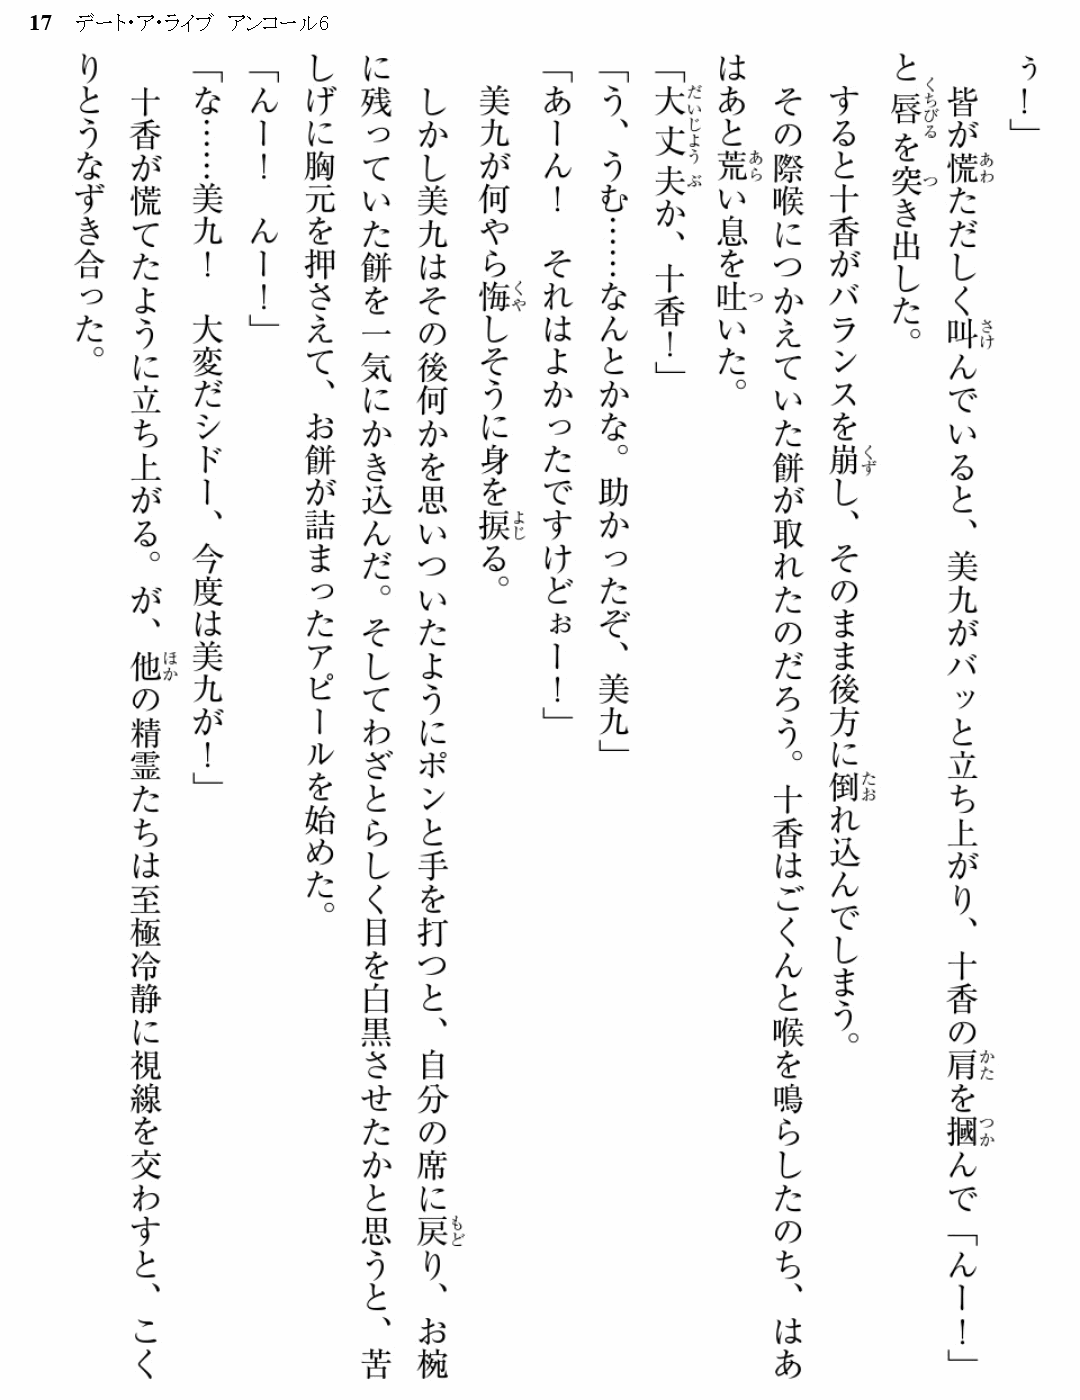 17 デート・ア・ライブ アンコール6
ぅ！」
皆が慌ただしく叫んでいると、美九がバッと立ち上がり、十香の肩を摑んで「んー！」
と唇を突き出した。
すると十香がバランスを崩し、そのまま後方に倒れ込んでしまう。
その際喉につかえていた餅が取れたのだろう。十香はごくんと喉を鳴らしたのち、はあ
はあと荒い息を吐いた。
「大丈夫か、十香！」
「う、うむ……なんとかな。助かったぞ、美九」
「あーん！　それはよかったですけどぉー！」
美九が何やら悔しそうに身を捩る。
しかし美九はその後何かを思いついたようにポンと手を打つと、自分の席に戻り、お椀
に残っていた餅を一気にかき込んだ。そしてわざとらしく目を白黒させたかと思うと、苦
しげに胸元を押さえて、お餅が詰まったアピールを始めた。
「んー！　んー！」
「な……美九！　大変だシドー、今度は美九が！」
十香が慌てたように立ち上がる。が、他の精霊たちは至極冷静に視線を交わすと、こく
りとうなずき合った。